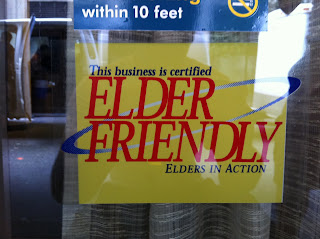 within 10 feet
This business is certified
ELDER
FRIENDLY
ELDERS IN ACTION